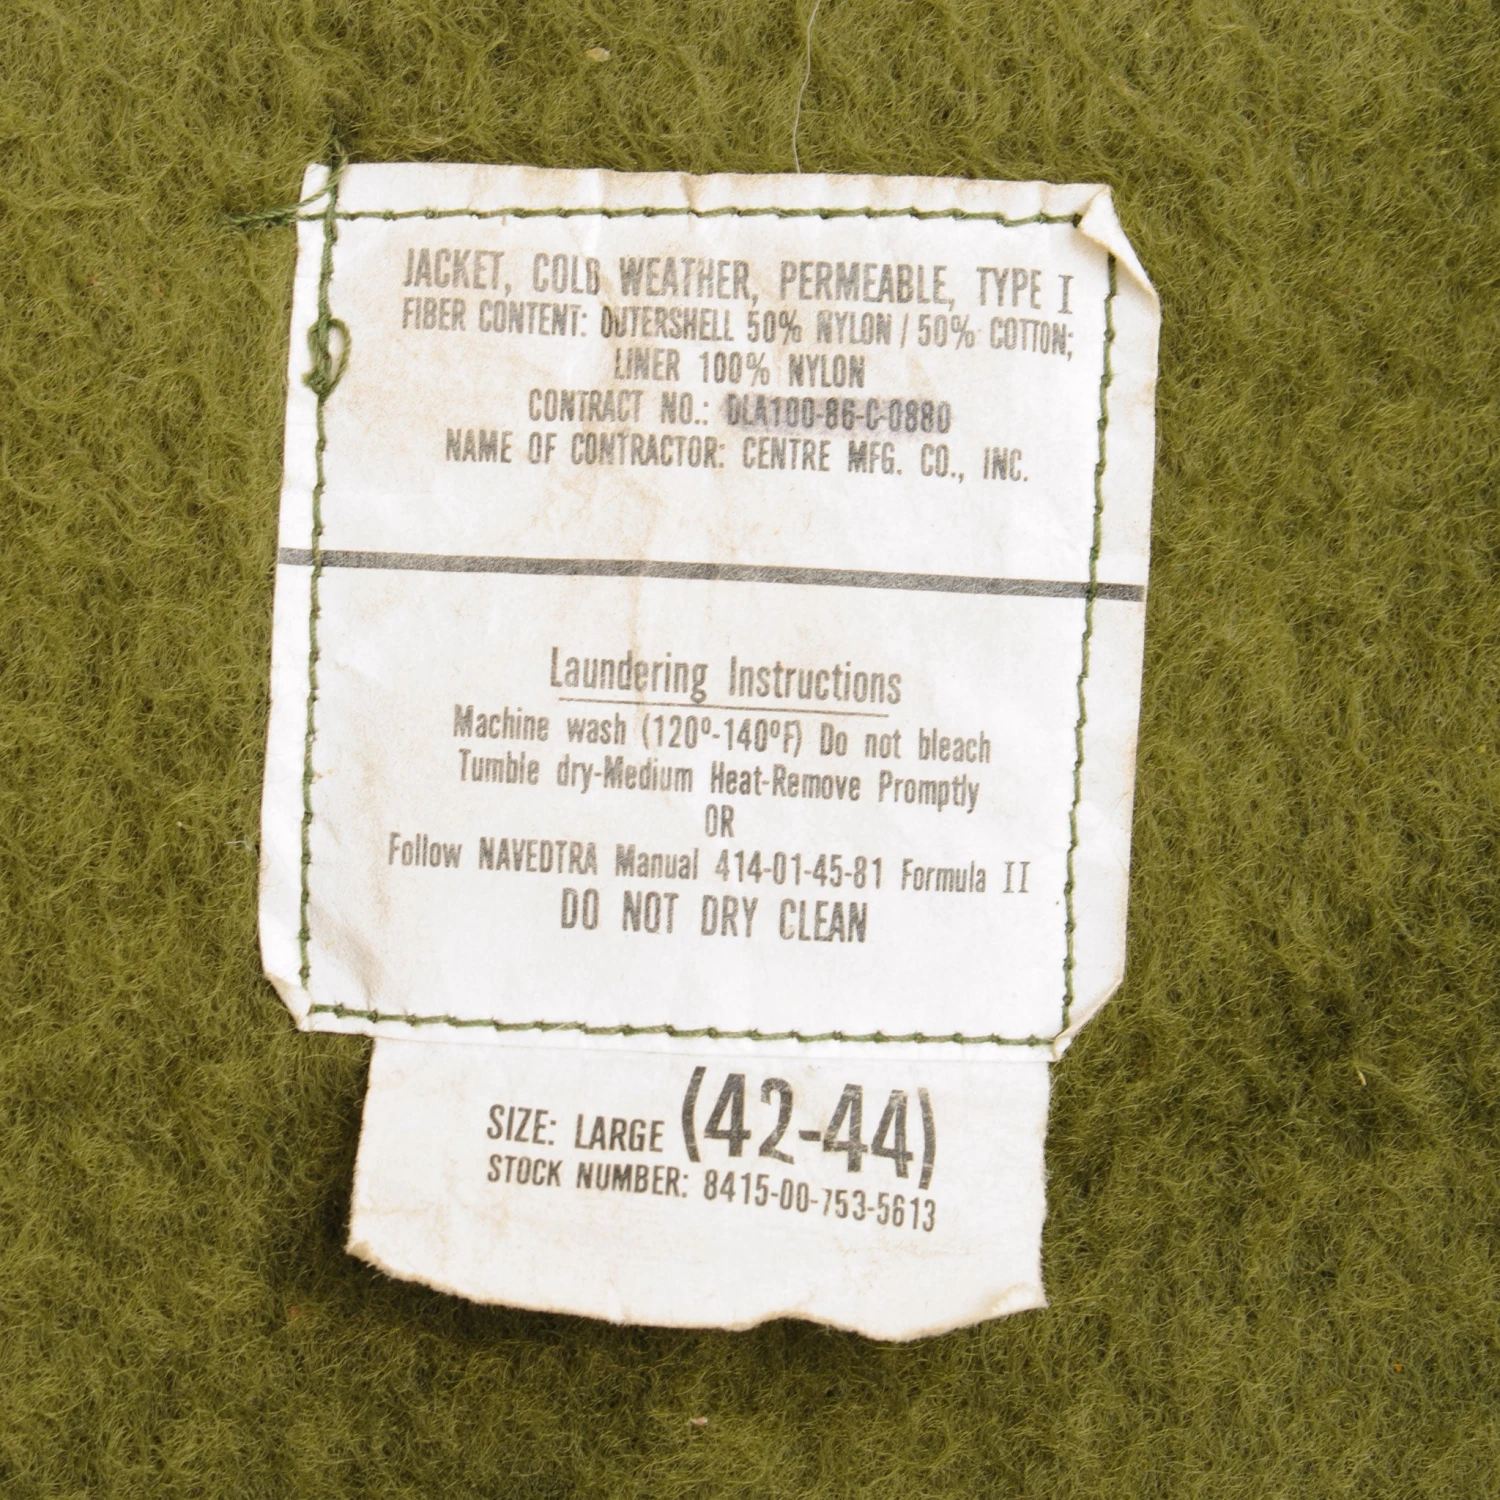 JACKET, COLD WEATHER, PERMEABLE, TYPE I
FIBER CONTENT: OUTERSHELL 50% NYLON / 50% COTTON;
LINER 100% NYLON
CONTRACT NO.: DLA100-86-C-0880
NAME OF CONTRACTOR: CENTRE MFG. CO., INC.
Laundering Instructions
Machine wash (120º-140ºF) Do not bleach
Tumble dry-Medium Heat-Remove Promptly
OR
Follow NAVEDTRA Manual 414-01-45-81 Formula II
DO NOT DRY CLEAN
SIZE: LARGE (42-44)
STOCK NUMBER: 8415-00-753-5613